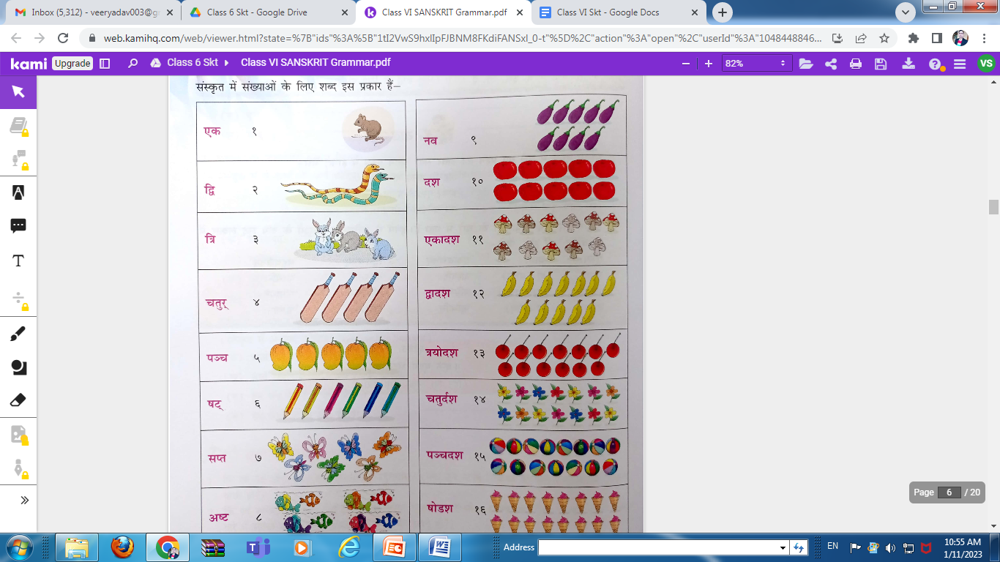 Inbox (5,312) - veeryadav003@gr
Class 6 Skt - Google Drive
Class VI SANSKRIT Grammar.pdf
Class VI Skt - Google Docs
web.kamihq.com/web/viewer.html?state=%7B"ids"%3A%5B"1tI2VwS9hxlIpFJBNM8FKdiFANSxl_0-t"%5D%2C"action"%3A"open"%2C"userId"%3A"1048448846...
kami Upgrade Class 6 Skt Class VI SANSKRIT Grammar.pdf 82% VS
संस्कृत में संख्याओं के लिए शब्द इस प्रकार हैं–
एक १
द्वि २
त्रि ३
चतुर् ४
पञ्च ५
षट् ६
सप्त ७
अष्ट ८
नव ९
दश १०
एकादश ११
द्वादश १२
त्रयोदश १३
चतुर्दश १४
पञ्चदश १५
षोडश १६
Page 6 / 20
Address
EN
10:55 AM
1/11/2023